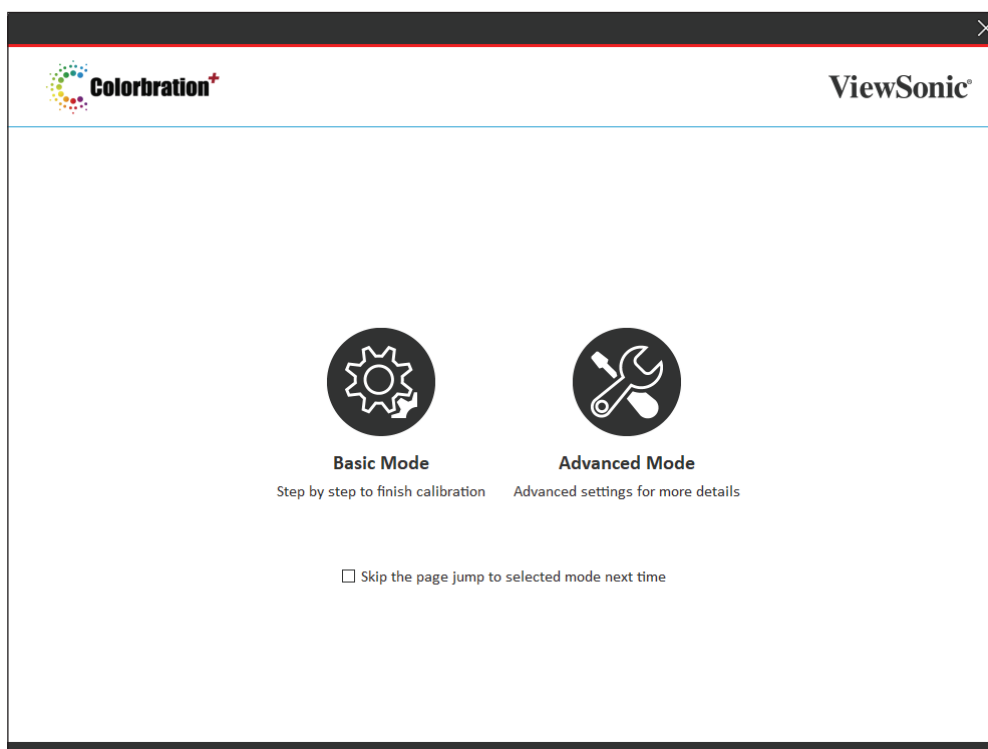 Colorbration+
ViewSonic®
Basic Mode
Advanced Mode
Step by step to finish calibration
Advanced settings for more details
Skip the page jump to selected mode next time